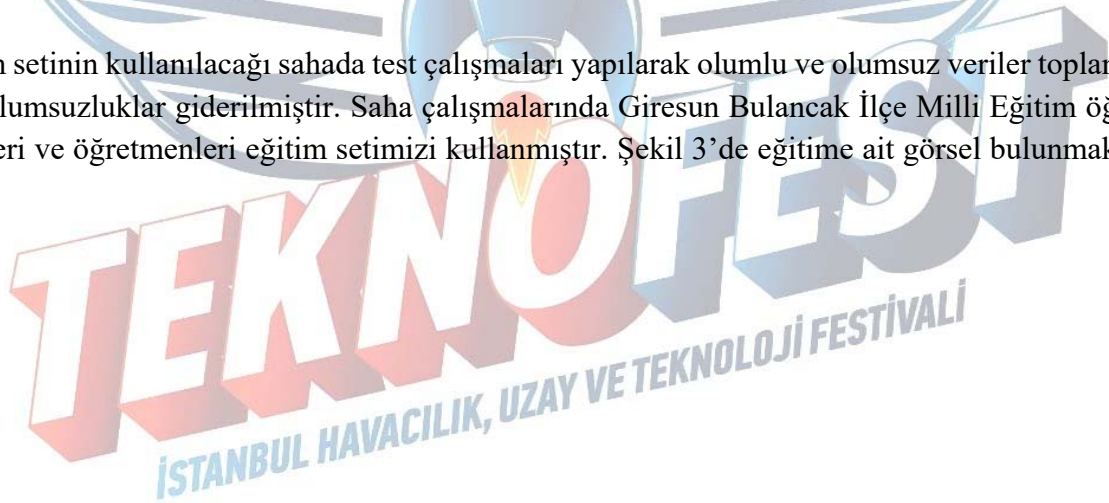 setinin kullanılacağı sahada test çalışmaları yapılarak olumlu ve olumsuz veriler toplan
lumsuzluklar giderilmiştir. Saha çalışmalarında Giresun Bulancak İlçe Milli Eğitim öğ
eri ve öğretmenleri eğitim setimizi kullanmıştır. Şekil 3’de eğitime ait görsel bulunmak
TEKNOFEST
İSTANBUL HAVACILIK, UZAY VE TEKNOLOJİ FESTİVALİ